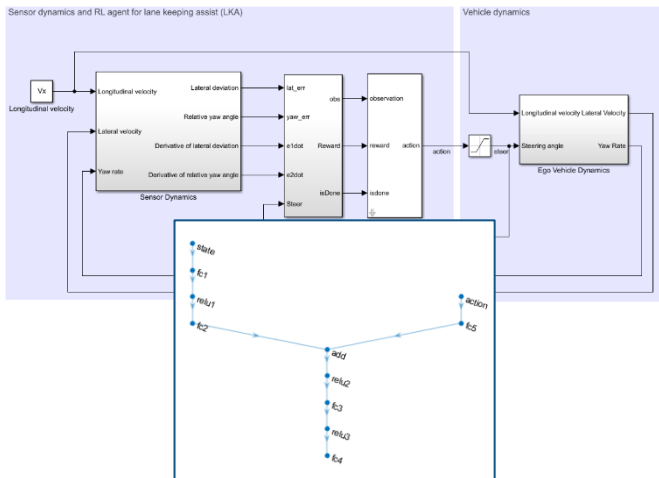 Sensor dynamics and RL agent for lane keeping assist (LKA)
Vehicle dynamics
Vx
Longitudinal velocity
Longitudinal velocity
Lateral velocity
Yaw rate
Lateral deviation
Relative yaw angle
Derivative of lateral deviation
Derivative of relative yaw angle
Sensor Dynamics
lat_err
yaw_err
e1dot
e2dot
Steer
obs
Reward
isDone
observation
reward
isdone
action
action
steer
Longitudinal velocity
Steering angle
Lateral Velocity
Yaw Rate
Ego Vehicle Dynamics
state
fc1
relu1
fc2
action
fc5
add
relu2
fc3
relu3
fc4